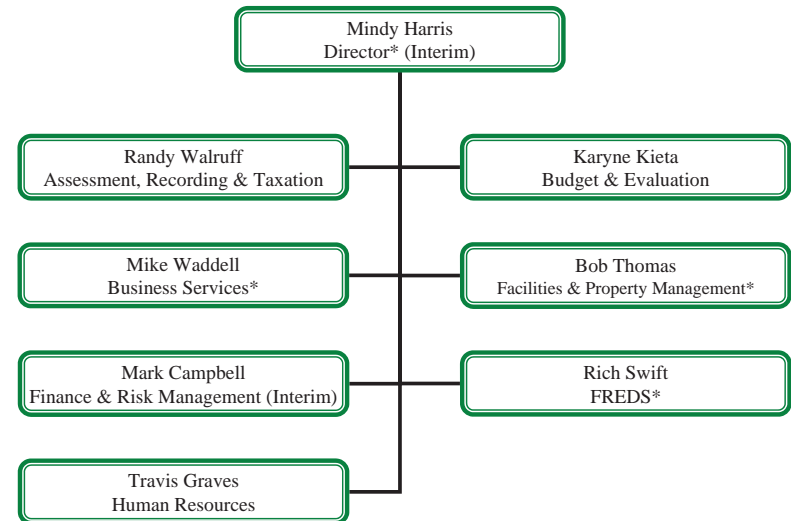 Mindy Harris
Director* (Interim)
Randy Walruff
Assessment, Recording & Taxation
Karyne Kieta
Budget & Evaluation
Mike Waddell
Business Services*
Bob Thomas
Facilities & Property Management*
Mark Campbell
Finance & Risk Management (Interim)
Rich Swift
FREDS*
Travis Graves
Human Resources